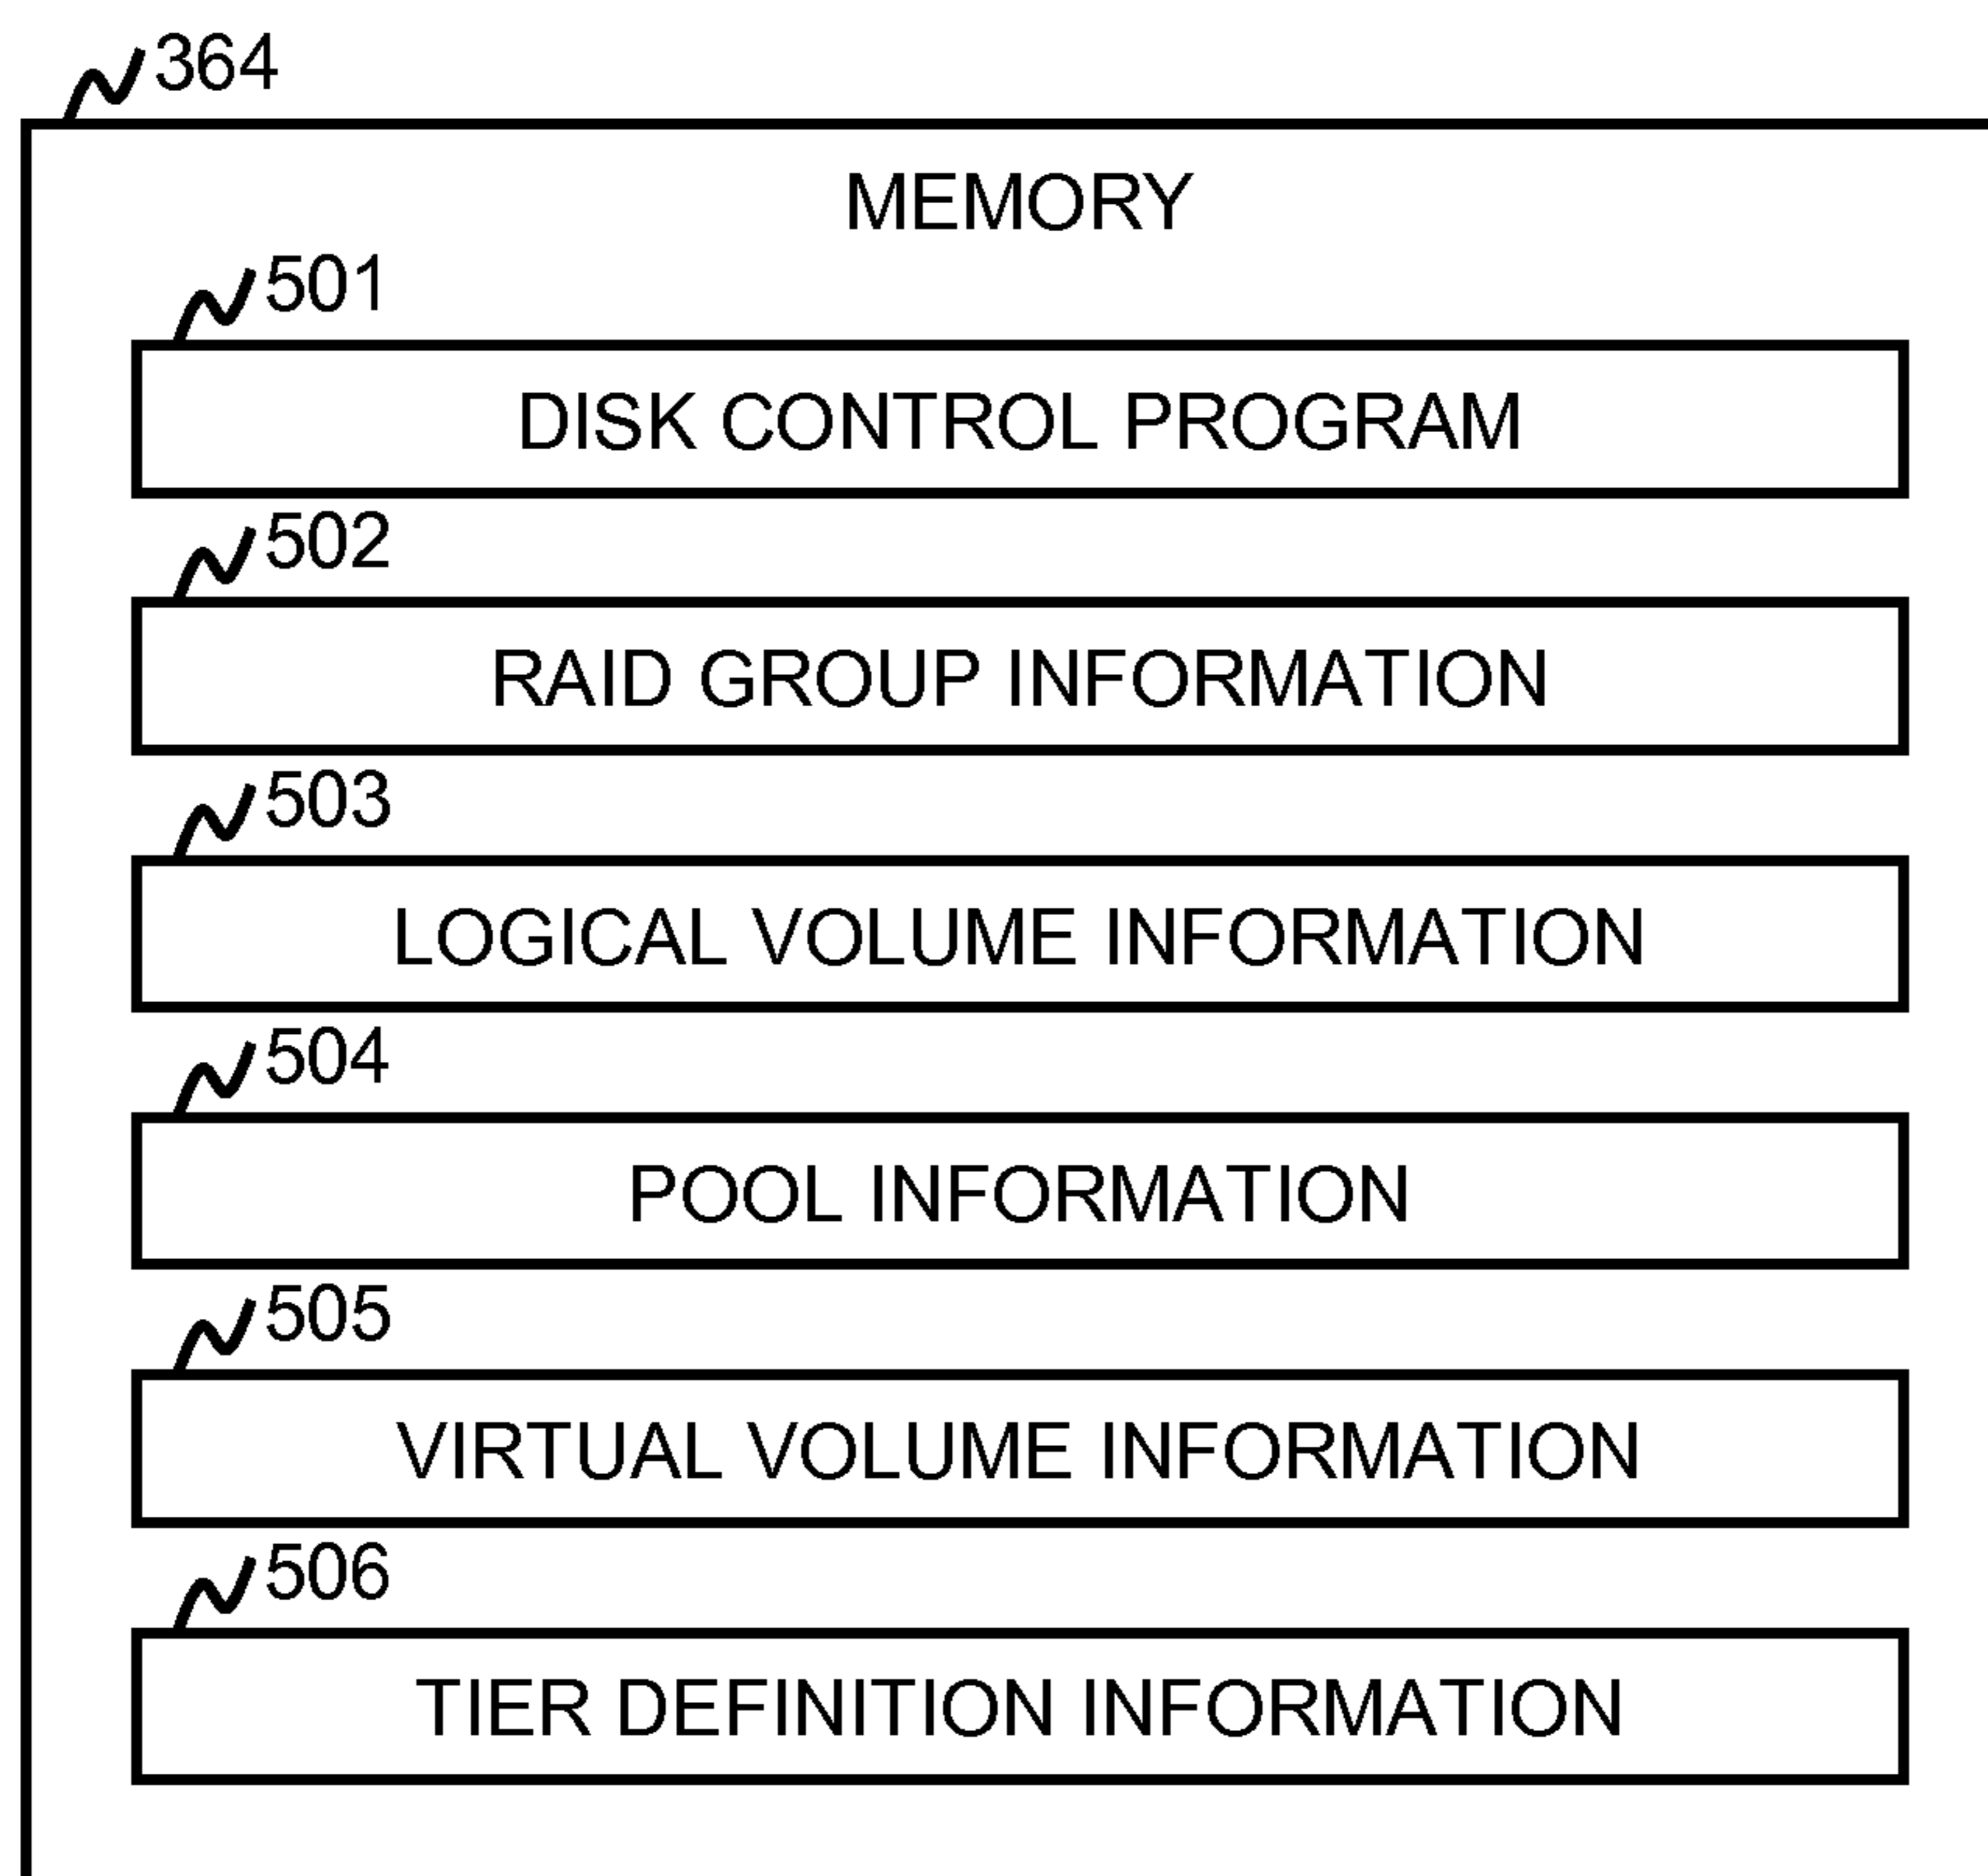 364
MEMORY
501
DISK CONTROL PROGRAM
502
RAID GROUP INFORMATION
503
LOGICAL VOLUME INFORMATION
504
POOL INFORMATION
505
VIRTUAL VOLUME INFORMATION
506
TIER DEFINITION INFORMATION